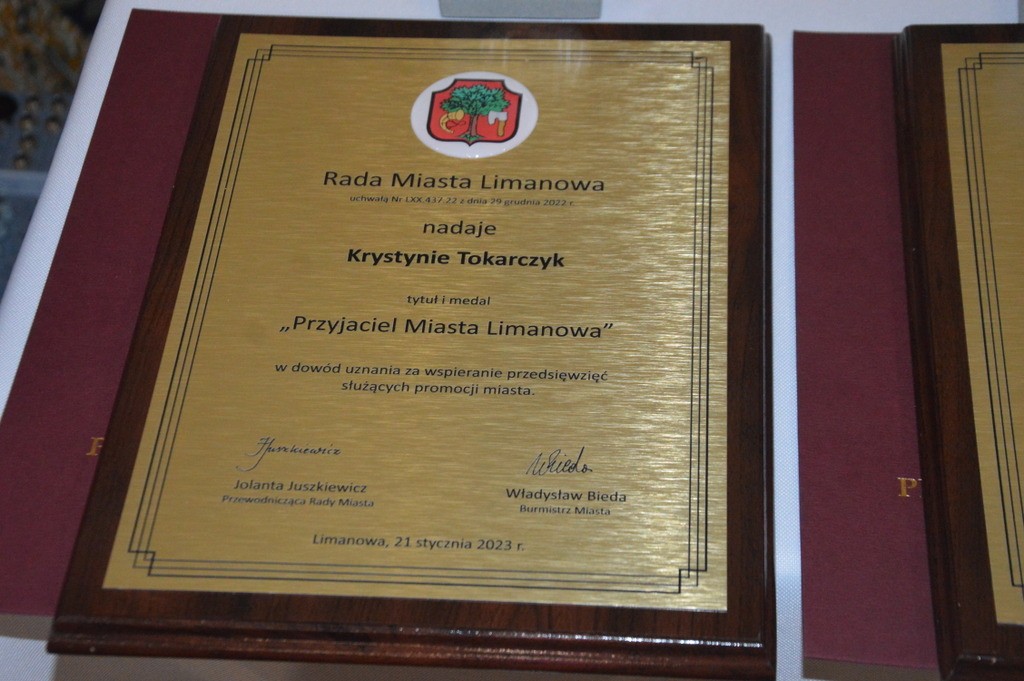 Rada Miasta Limanowa
uchwałą Nr LXX.437.22 z dnia 29 grudnia 2022 r.
nadaje
Krystynie Tokarczyk
tytuł i medal
„Przyjaciel Miasta Limanowa”
w dowód uznania za wspieranie przedsięwzięć
służących promocji miasta.
JJuszkiewicz
WBieda
Jolanta Juszkiewicz
Przewodnicząca Rady Miasta
Władysław Bieda
Burmistrz Miasta
Limanowa, 21 stycznia 2023 r.
P